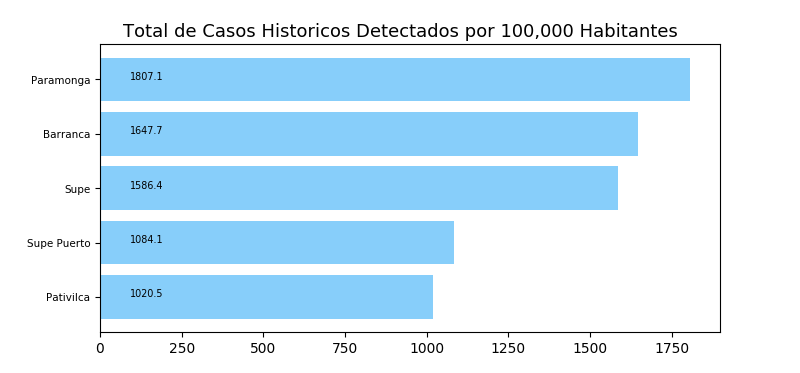 Total de Casos Historicos Detectados por 100,000 Habitantes
Paramonga 1807.1
Barranca 1647.7
Supe 1586.4
Supe Puerto 1084.1
Pativilca 1020.5
0 250 500 750 1000 1250 1500 1750